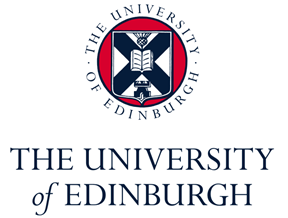 · THE UNIVERSITY ·
OF EDINBURGH
THE UNIVERSITY
of EDINBURGH